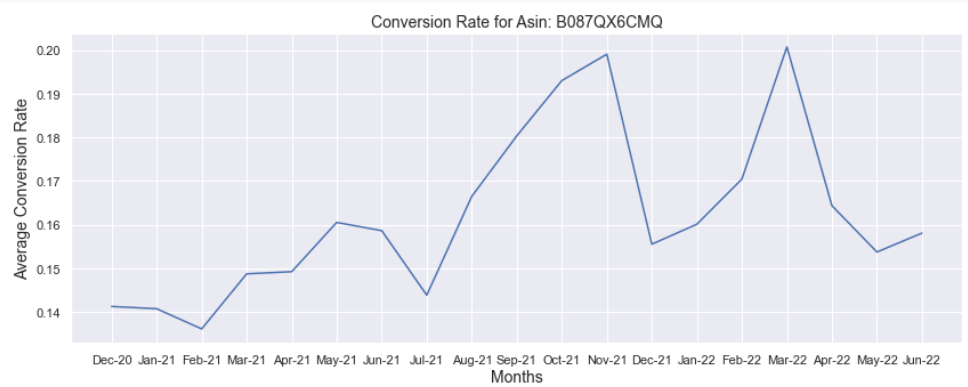 Conversion Rate for Asin: B087QX6CMQ
Average Conversion Rate
0.20
0.19
0.18
0.17
0.16
0.15
0.14
Dec-20 Jan-21 Feb-21 Mar-21 Apr-21 May-21 Jun-21 Jul-21 Aug-21 Sep-21 Oct-21 Nov-21 Dec-21 Jan-22 Feb-22 Mar-22 Apr-22 May-22 Jun-22
Months